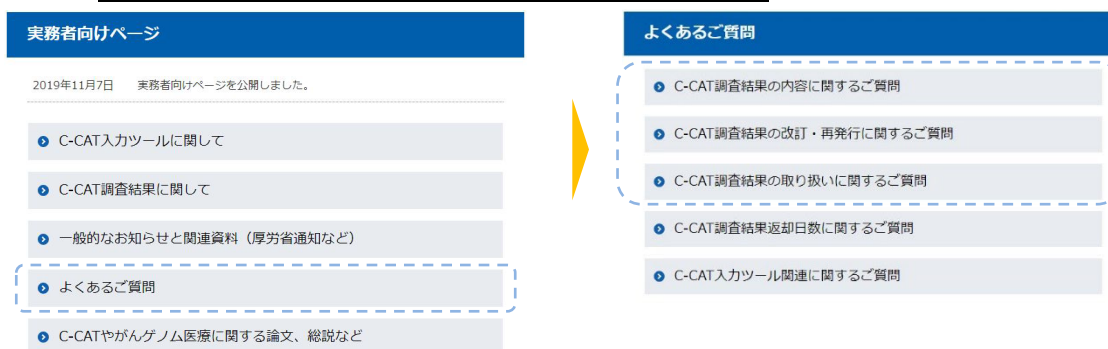 実務者向けページ
2019年11月7日 実務者向けページを公開しました。
C-CAT入力ツールに関して
C-CAT調査結果に関して
一般的なお知らせと関連資料（厚労省通知など）
よくあるご質問
C-CATやがんゲノム医療に関する論文、総説など
よくあるご質問
C-CAT調査結果の内容に関するご質問
C-CAT調査結果の改訂・再発行に関するご質問
C-CAT調査結果の取り扱いに関するご質問
C-CAT調査結果返却日数に関するご質問
C-CAT入力ツール関連に関するご質問